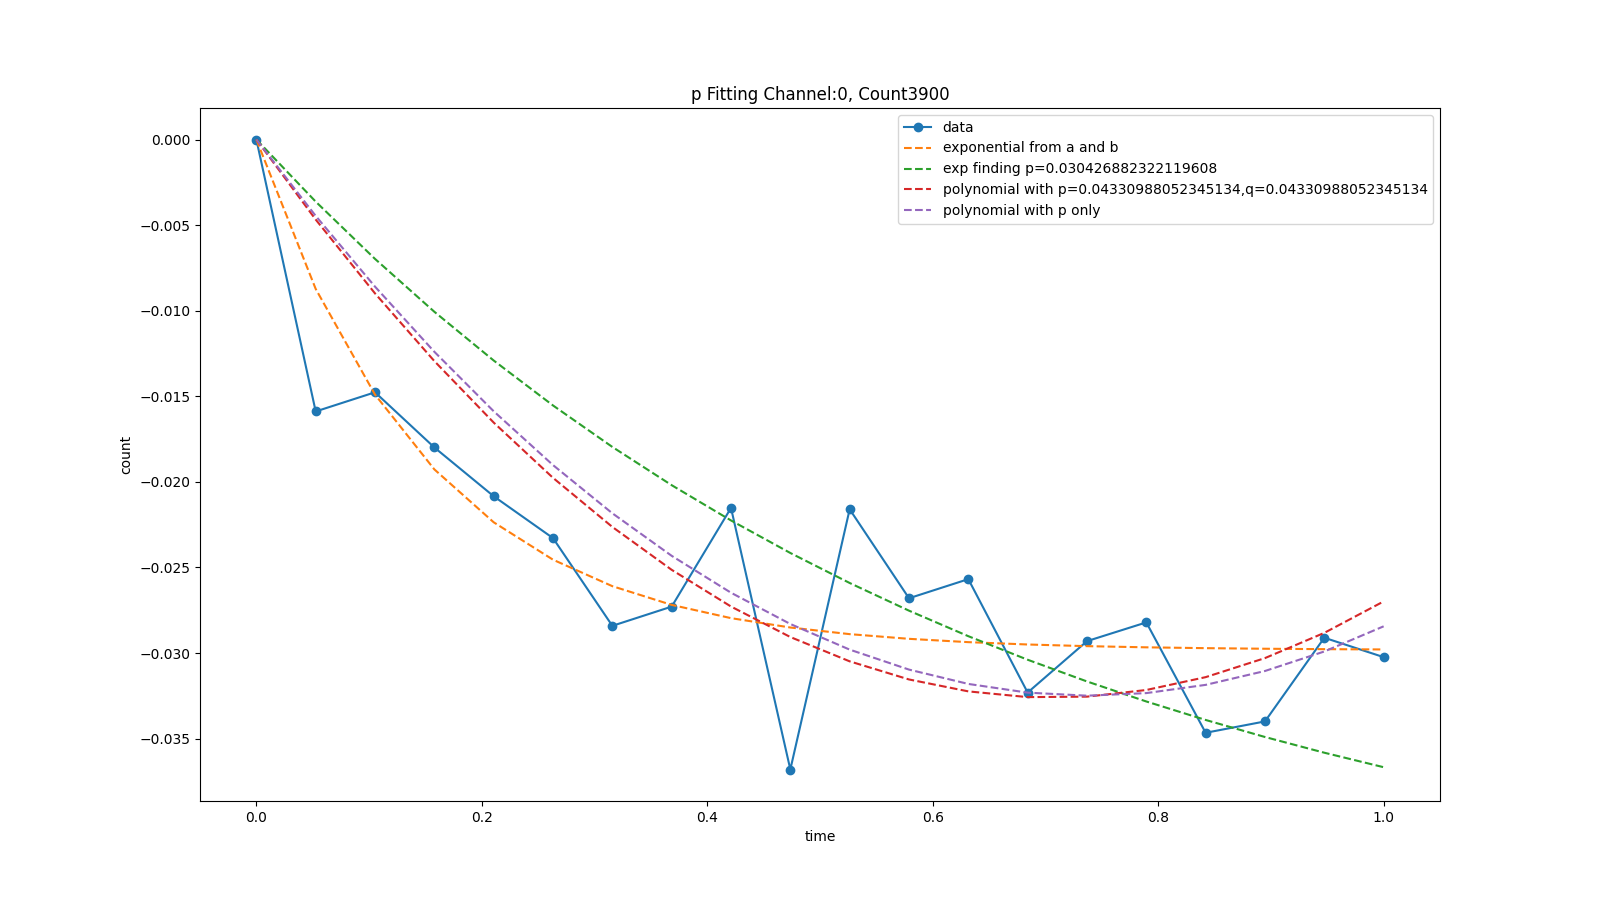 p Fitting Channel:0, Count3900
data
exponential from a and b
exp finding p=0.030426882322119608
polynomial with p=0.04330988052345134,q=0.04330988052345134
polynomial with p only
0.000
−0.005
−0.010
−0.015
−0.020
−0.025
−0.030
−0.035
count
0.0 0.2 0.4 0.6 0.8 1.0
time